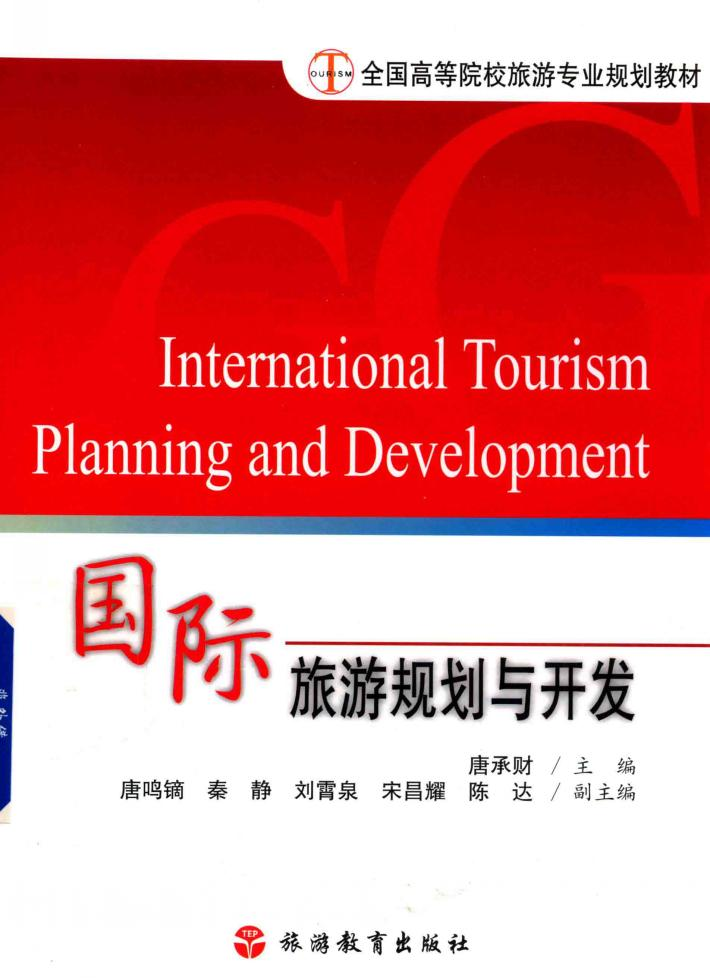 TOURISM 全国高等院校旅游专业规划教材
International Tourism
Planning and Development
国际
旅游规划与开发
唐承财 / 主 编
唐鸣镝 秦 静 刘霄泉 宋昌耀 陈 达 / 副主编
TEP 旅游教育出版社